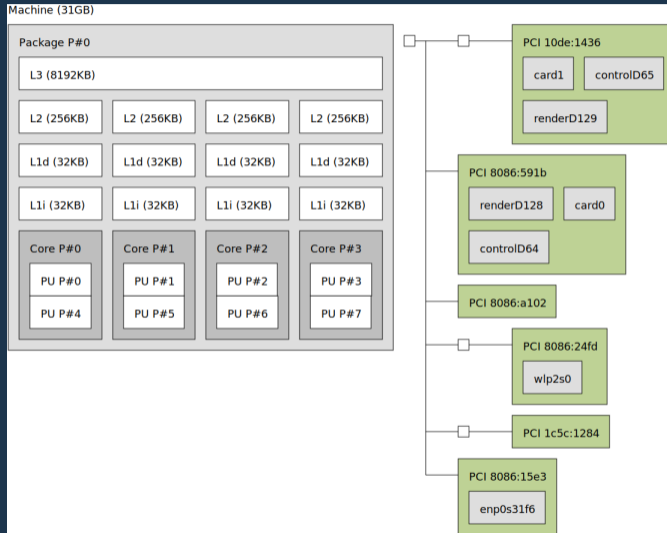 Machine (31GB)
Package P#0
L3 (8192KB)
L2 (256KB) L2 (256KB) L2 (256KB) L2 (256KB)
L1d (32KB) L1d (32KB) L1d (32KB) L1d (32KB)
L1i (32KB) L1i (32KB) L1i (32KB) L1i (32KB)
Core P#0 Core P#1 Core P#2 Core P#3
PU P#0 PU P#1 PU P#2 PU P#3
PU P#4 PU P#5 PU P#6 PU P#7
PCI 10de:1436
card1 controlD65
renderD129
PCI 8086:591b
renderD128 card0
controlD64
PCI 8086:a102
PCI 8086:24fd
wlp2s0
PCI 1c5c:1284
PCI 8086:15e3
enp0s31f6